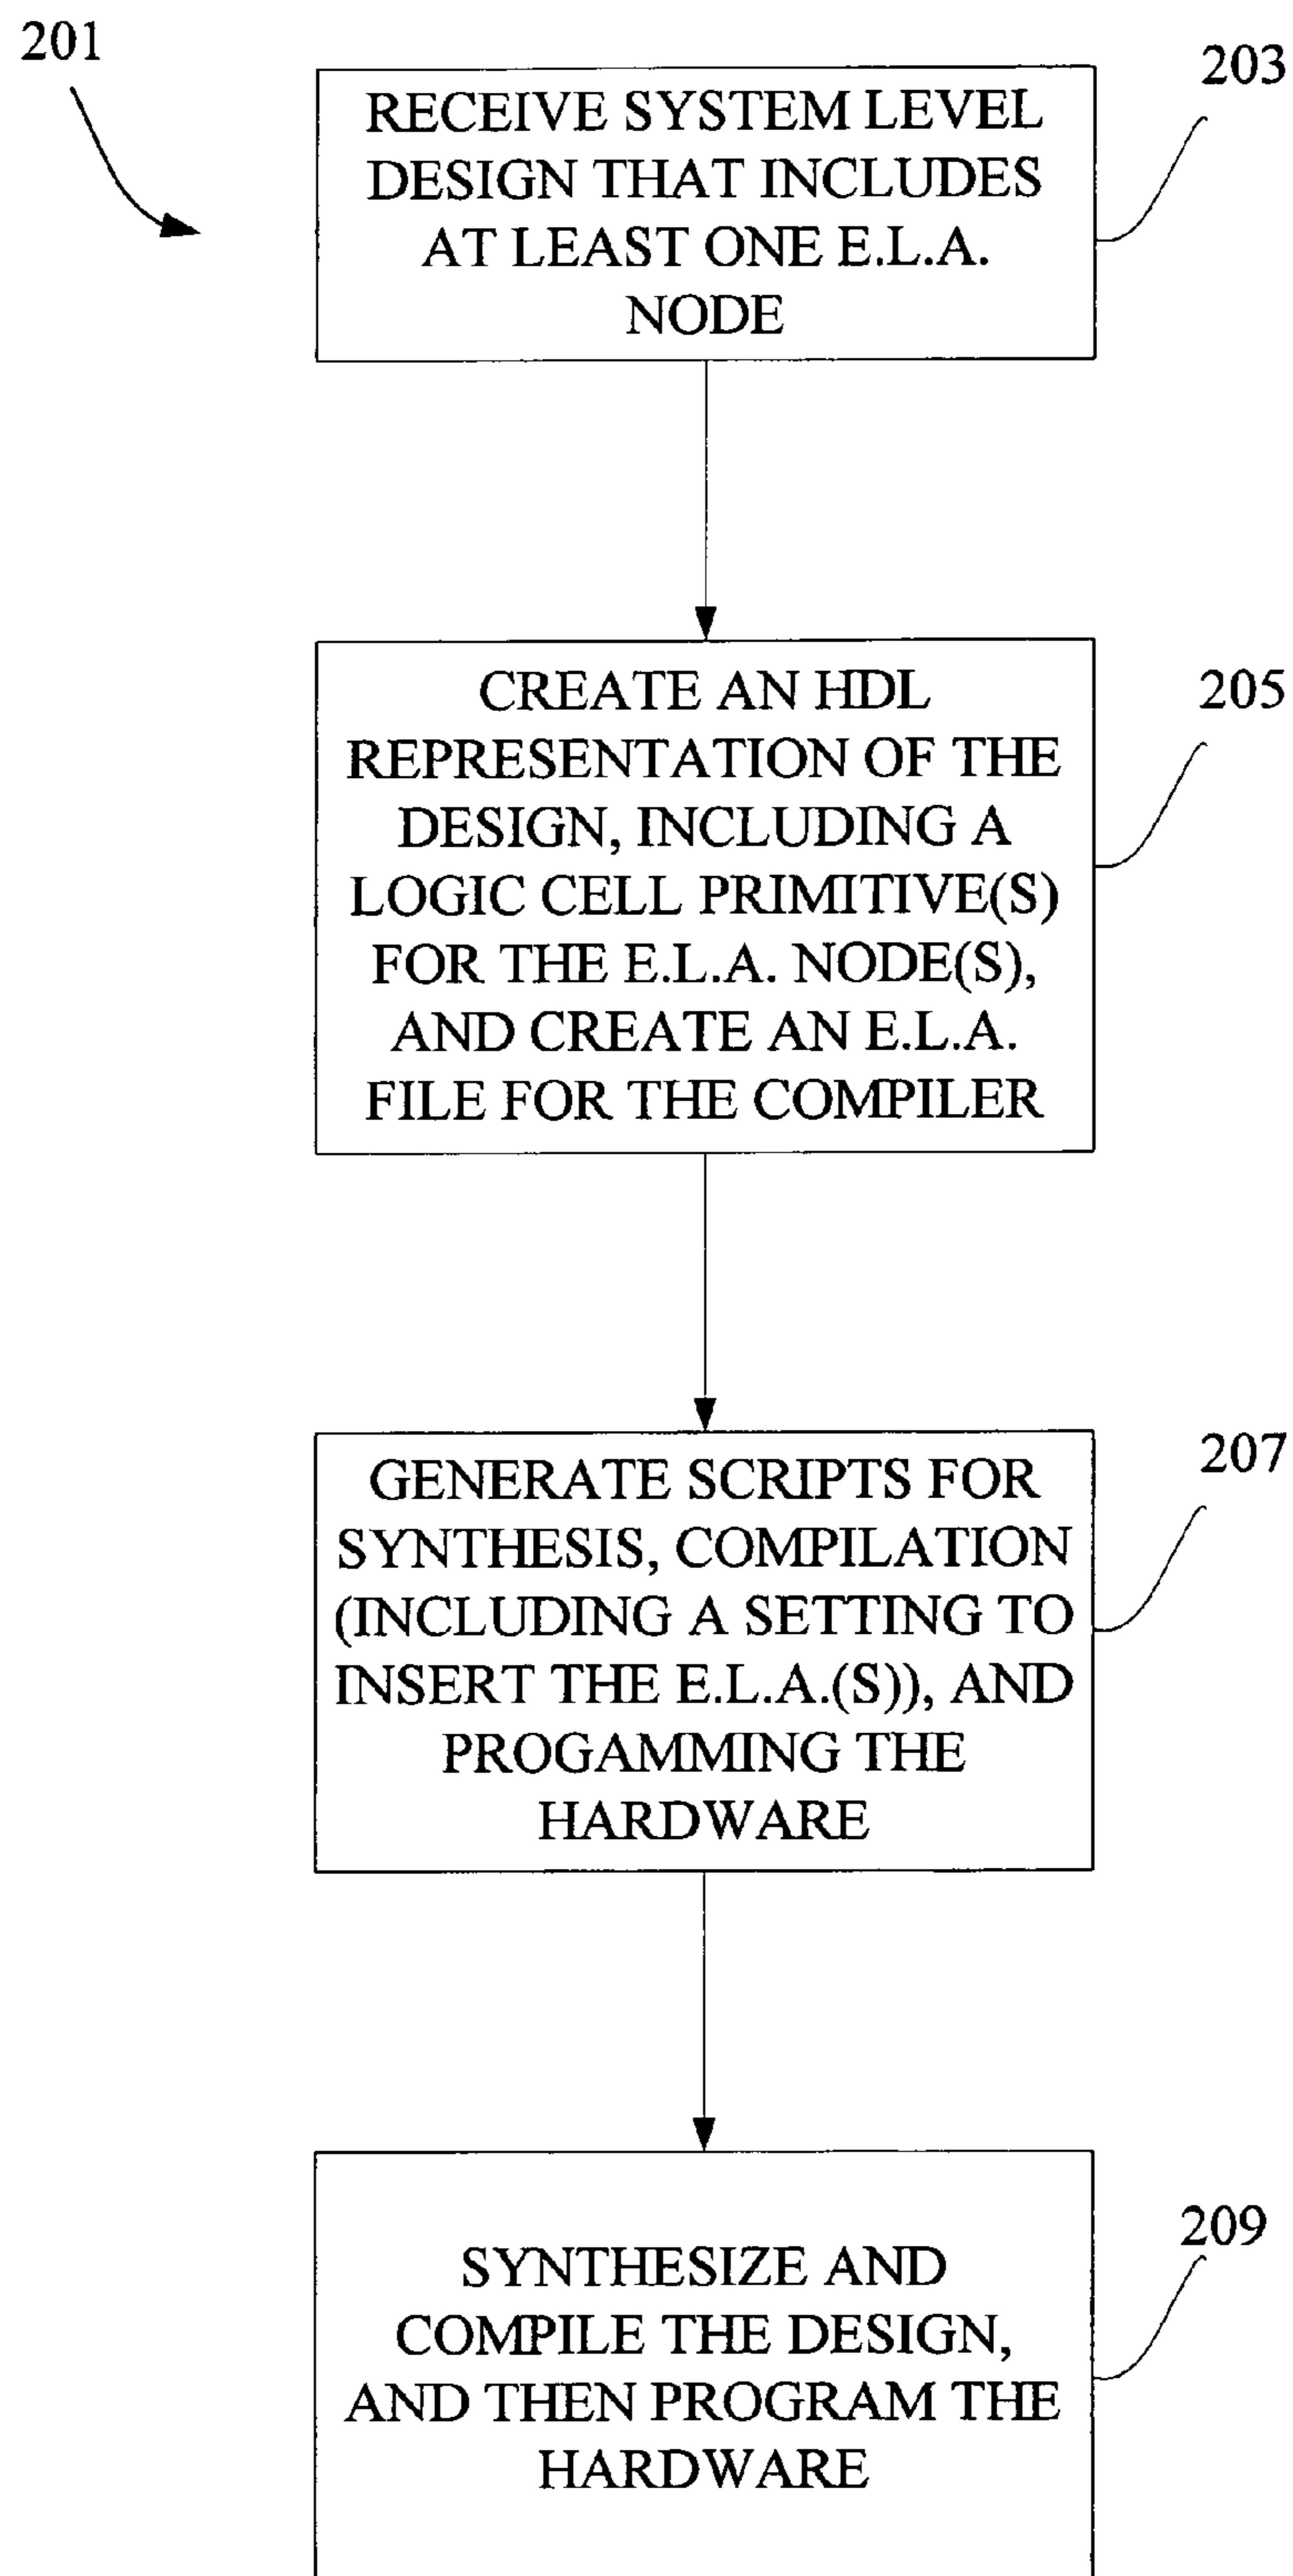 201
203
RECEIVE SYSTEM LEVEL
DESIGN THAT INCLUDES
AT LEAST ONE E.L.A.
NODE
205
CREATE AN HDL
REPRESENTATION OF THE
DESIGN, INCLUDING A
LOGIC CELL PRIMITIVE(S)
FOR THE E.L.A. NODE(S),
AND CREATE AN E.L.A.
FILE FOR THE COMPILER
207
GENERATE SCRIPTS FOR
SYNTHESIS, COMPILATION
(INCLUDING A SETTING TO
INSERT THE E.L.A.(S)), AND
PROGAMMING THE
HARDWARE
209
SYNTHESIZE AND
COMPILE THE DESIGN,
AND THEN PROGRAM THE
HARDWARE